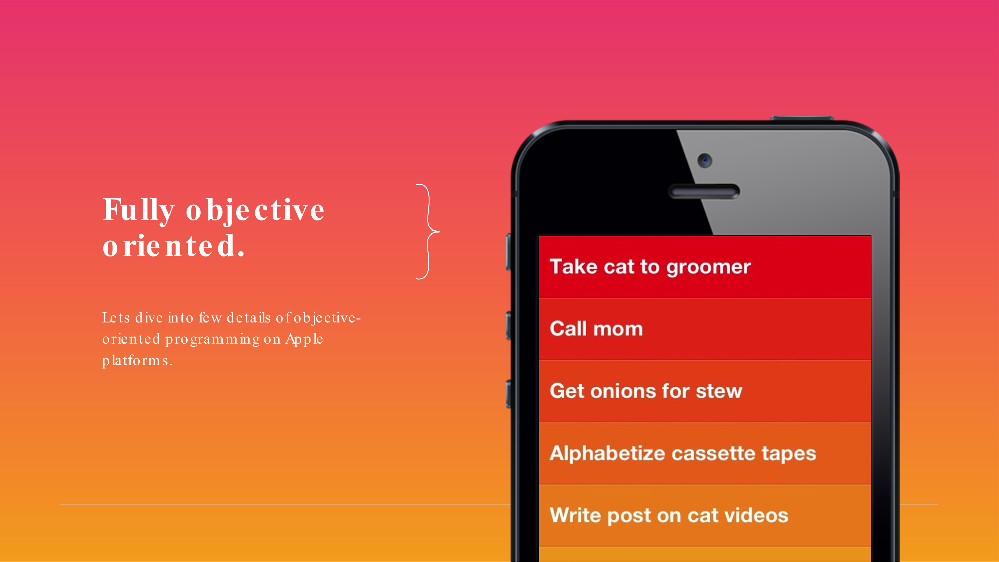 Fully objective
oriented.
Lets dive into few details of objective-
oriented programming on Apple
platforms.
Take cat to groomer
Call mom
Get onions for stew
Alphabetize cassette tapes
Write post on cat videos